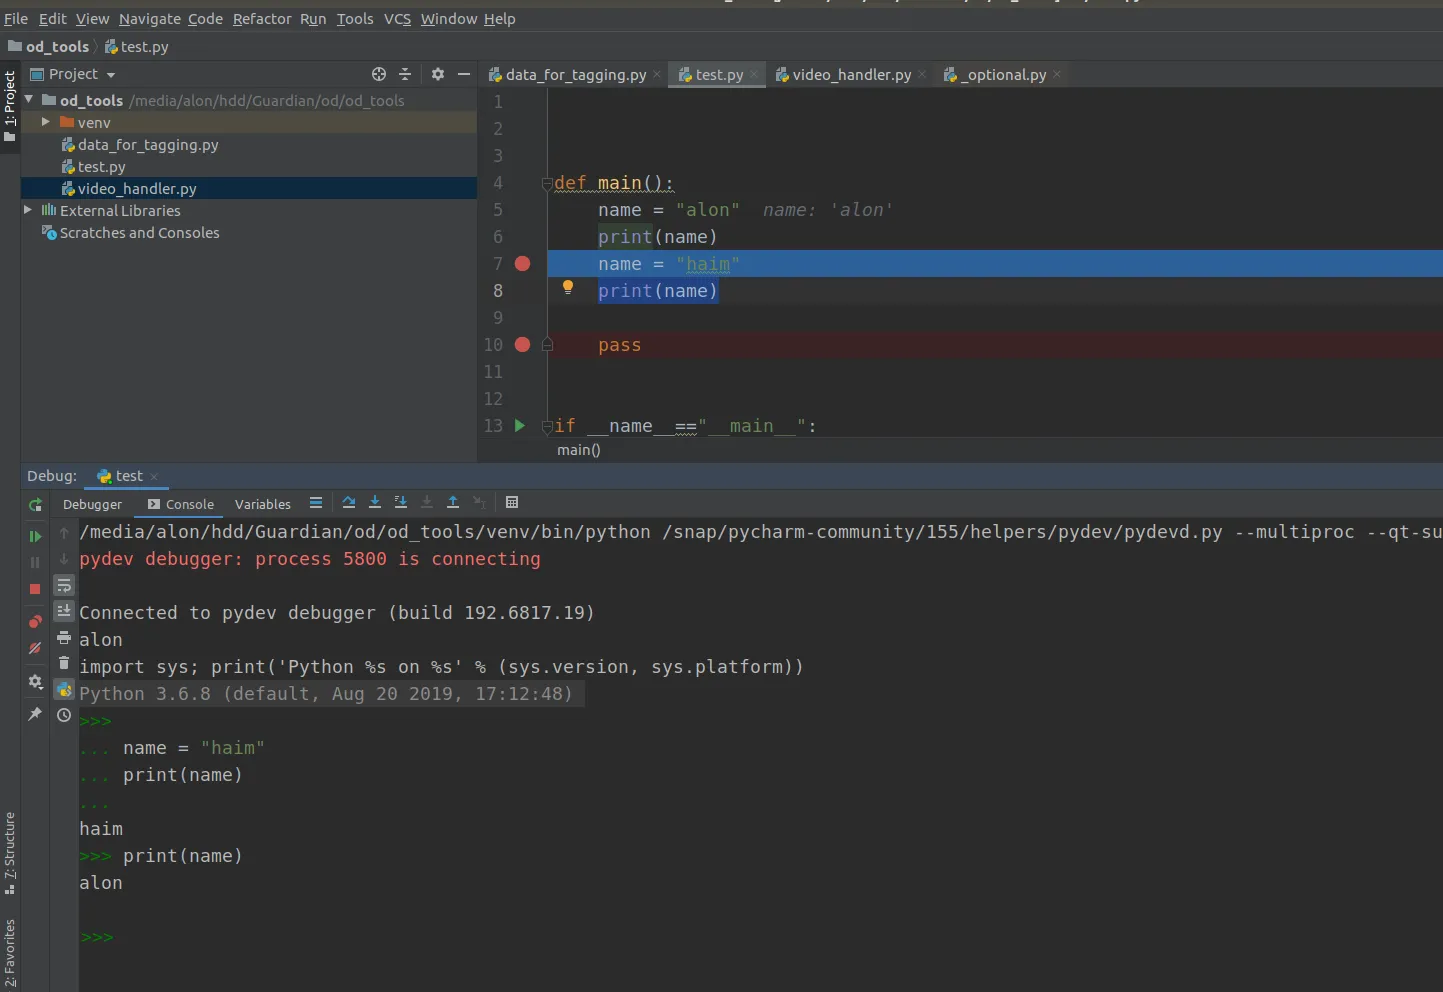 File Edit View Navigate Code Refactor Run Tools VCS Window Help
od_tools test.py
1: Project
Project
od_tools /media/alon/hdd/Guardian/od/od_tools
venv
data_for_tagging.py
test.py
video_handler.py
External Libraries
Scratches and Consoles
data_for_tagging.py test.py video_handler.py _optional.py
1
2
3
4 def main():
5 name = "alon" name: 'alon'
6 print(name)
7 name = "haim"
8 print(name)
9
10 pass
11
12
13 if __name__=="__main__":
main()
Debug: test
Debugger Console Variables
/media/alon/hdd/Guardian/od/od_tools/venv/bin/python /snap/pycharm-community/155/helpers/pydev/pydevd.py --multiproc --qt-su
pydev debugger: process 5800 is connecting
Connected to pydev debugger (build 192.6817.19)
alon
import sys; print('Python %s on %s' % (sys.version, sys.platform))
Python 3.6.8 (default, Aug 20 2019, 17:12:48)
>>>
... name = "haim"
... print(name)
...
haim
>>> print(name)
alon
>>>
7: Structure
2: Favorites